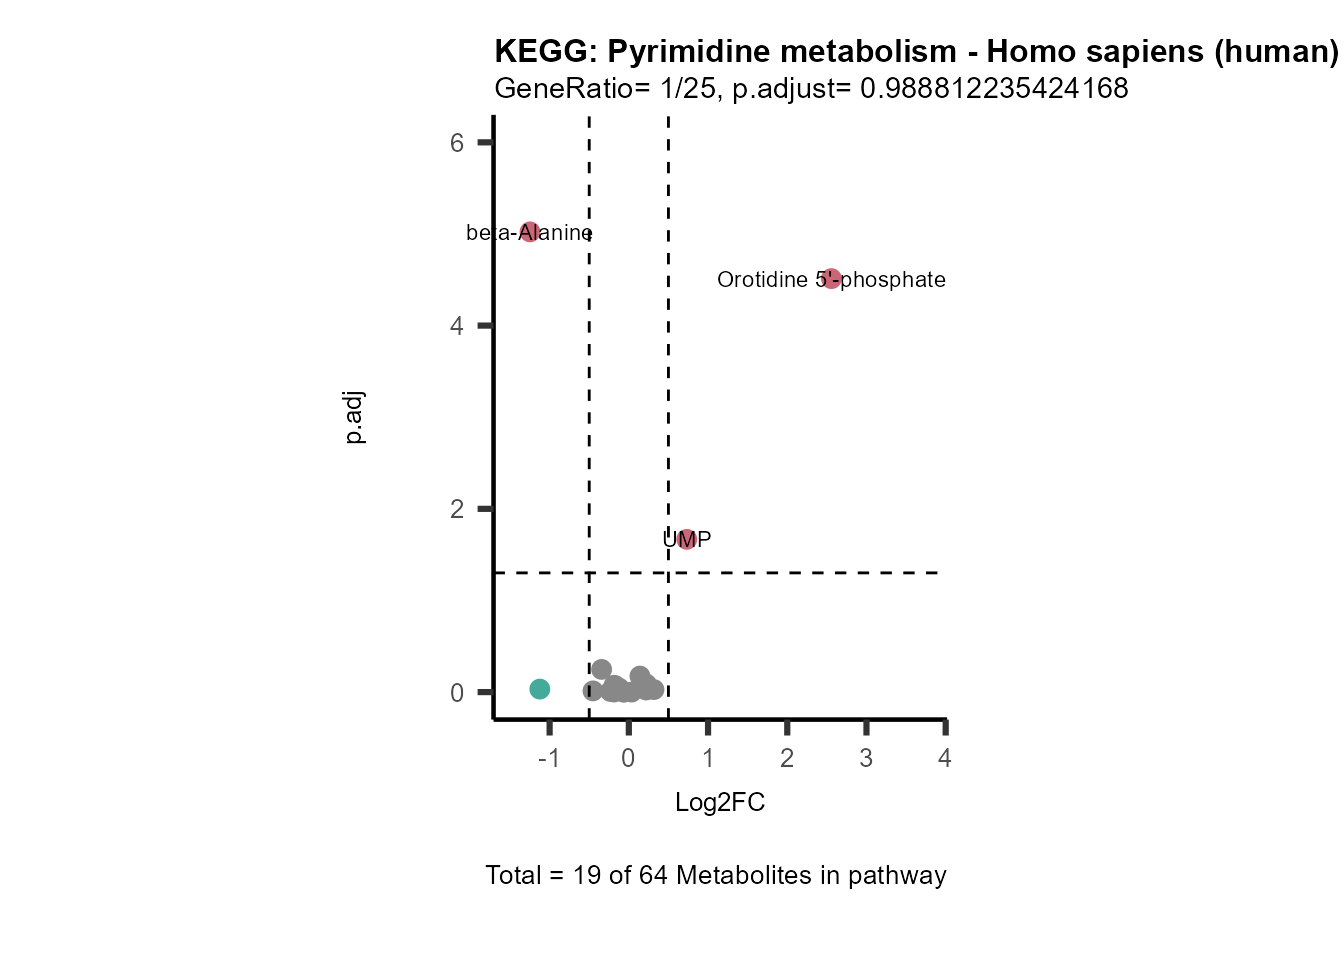 KEGG: Pyrimidine metabolism - Homo sapiens (human)
GeneRatio= 1/25, p.adjust= 0.988812235424168
6
beta-Alanine
Orotidine 5'-phosphate
4
p.adj
2
UMP
0
-1 0 1 2 3 4
Log2FC
Total = 19 of 64 Metabolites in pathway